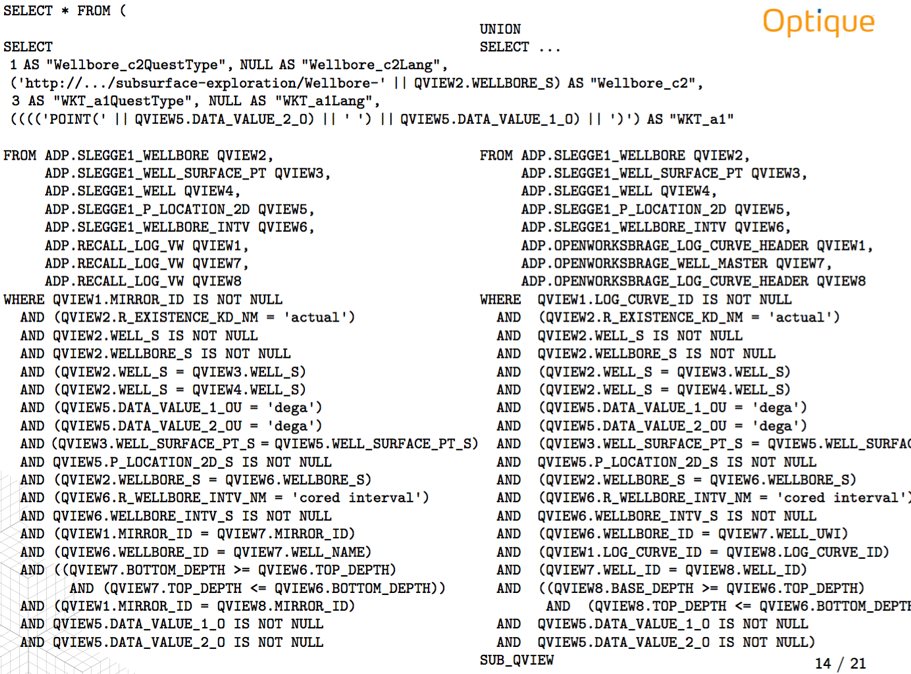 SELECT * FROM (
Optique
SELECT
1 AS "Wellbore_c2QuestType", NULL AS "Wellbore_c2Lang",
('http://.../subsurface-exploration/Wellbore-' || QVIEW2.WELLBORE_S) AS "Wellbore_c2",
3 AS "WKT_a1QuestType", NULL AS "WKT_a1Lang",
(((('POINT(' || QVIEW5.DATA_VALUE_2_O) || ' ') || QVIEW5.DATA_VALUE_1_O) || ')') AS "WKT_a1"
FROM ADP.SLEGGE1_WELLBORE QVIEW2,
ADP.SLEGGE1_WELL_SURFACE_PT QVIEW3,
ADP.SLEGGE1_WELL QVIEW4,
ADP.SLEGGE1_P_LOCATION_2D QVIEW5,
ADP.SLEGGE1_WELLBORE_INTV QVIEW6,
ADP.RECALL_LOG_VW QVIEW1,
ADP.RECALL_LOG_VW QVIEW7,
ADP.RECALL_LOG_VW QVIEW8
WHERE QVIEW1.MIRROR_ID IS NOT NULL
AND (QVIEW2.R_EXISTENCE_KD_NM = 'actual')
AND QVIEW2.WELL_S IS NOT NULL
AND QVIEW2.WELLBORE_S IS NOT NULL
AND (QVIEW2.WELL_S = QVIEW3.WELL_S)
AND (QVIEW2.WELL_S = QVIEW4.WELL_S)
AND (QVIEW5.DATA_VALUE_1_OU = 'dega')
AND (QVIEW5.DATA_VALUE_2_OU = 'dega')
AND (QVIEW3.WELL_SURFACE_PT_S = QVIEW5.WELL_SURFACE_PT_S)
AND QVIEW5.P_LOCATION_2D_S IS NOT NULL
AND (QVIEW2.WELLBORE_S = QVIEW6.WELLBORE_S)
AND (QVIEW6.R_WELLBORE_INTV_NM = 'cored interval')
AND QVIEW6.WELLBORE_INTV_S IS NOT NULL
AND (QVIEW1.MIRROR_ID = QVIEW7.MIRROR_ID)
AND (QVIEW6.WELLBORE_ID = QVIEW7.WELL_NAME)
AND ((QVIEW7.BOTTOM_DEPTH >= QVIEW6.TOP_DEPTH)
AND (QVIEW7.TOP_DEPTH <= QVIEW6.BOTTOM_DEPTH))
AND (QVIEW1.MIRROR_ID = QVIEW8.MIRROR_ID)
AND QVIEW5.DATA_VALUE_1_O IS NOT NULL
AND QVIEW5.DATA_VALUE_2_O IS NOT NULL
UNION
SELECT ...
FROM ADP.SLEGGE1_WELLBORE QVIEW2,
ADP.SLEGGE1_WELL_SURFACE_PT QVIEW3,
ADP.SLEGGE1_WELL QVIEW4,
ADP.SLEGGE1_P_LOCATION_2D QVIEW5,
ADP.SLEGGE1_WELLBORE_INTV QVIEW6,
ADP.OPENWORKSBRAGE_LOG_CURVE_HEADER QVIEW1,
ADP.OPENWORKSBRAGE_WELL_MASTER QVIEW7,
ADP.OPENWORKSBRAGE_LOG_CURVE_HEADER QVIEW8
WHERE QVIEW1.LOG_CURVE_ID IS NOT NULL
AND (QVIEW2.R_EXISTENCE_KD_NM = 'actual')
AND QVIEW2.WELL_S IS NOT NULL
AND QVIEW2.WELLBORE_S IS NOT NULL
AND (QVIEW2.WELL_S = QVIEW3.WELL_S)
AND (QVIEW2.WELL_S = QVIEW4.WELL_S)
AND (QVIEW5.DATA_VALUE_1_OU = 'dega')
AND (QVIEW5.DATA_VALUE_2_OU = 'dega')
AND (QVIEW3.WELL_SURFACE_PT_S = QVIEW5.WELL_SURFAC
AND QVIEW5.P_LOCATION_2D_S IS NOT NULL
AND (QVIEW2.WELLBORE_S = QVIEW6.WELLBORE_S)
AND (QVIEW6.R_WELLBORE_INTV_NM = 'cored interval')
AND QVIEW6.WELLBORE_INTV_S IS NOT NULL
AND (QVIEW6.WELLBORE_ID = QVIEW7.WELL_UWI)
AND (QVIEW1.LOG_CURVE_ID = QVIEW8.LOG_CURVE_ID)
AND (QVIEW7.WELL_ID = QVIEW8.WELL_ID)
AND ((QVIEW8.BASE_DEPTH >= QVIEW6.TOP_DEPTH)
AND (QVIEW8.TOP_DEPTH <= QVIEW6.BOTTOM_DEPTH
AND QVIEW5.DATA_VALUE_1_O IS NOT NULL
AND QVIEW5.DATA_VALUE_2_O IS NOT NULL)
SUB_QVIEW
14 / 21